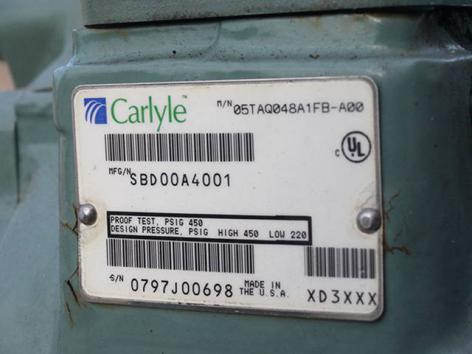 Carlyle™ M/N 05TAQ048A1FB-A00
MFG/N SBD00A4001
C UL
PROOF TEST, PSIG 450
DESIGN PRESSURE, PSIG HIGH 450 LOW 220
S/N 0797J00698 MADE IN THE U.S.A. XD3XXX